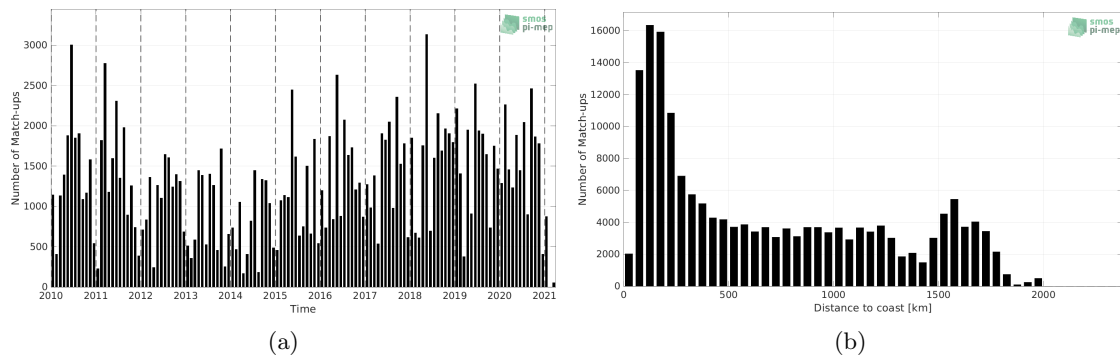 smos
pi-mep
3000
2500
2000
1500
1000
500
0
Number of Match-ups
2010 2011 2012 2013 2014 2015 2016 2017 2018 2019 2020 2021
Time
(a)
smos
pi-mep
16000
14000
12000
10000
8000
6000
4000
2000
0
Number of Match-ups
0 500 1000 1500 2000
Distance to coast [km]
(b)